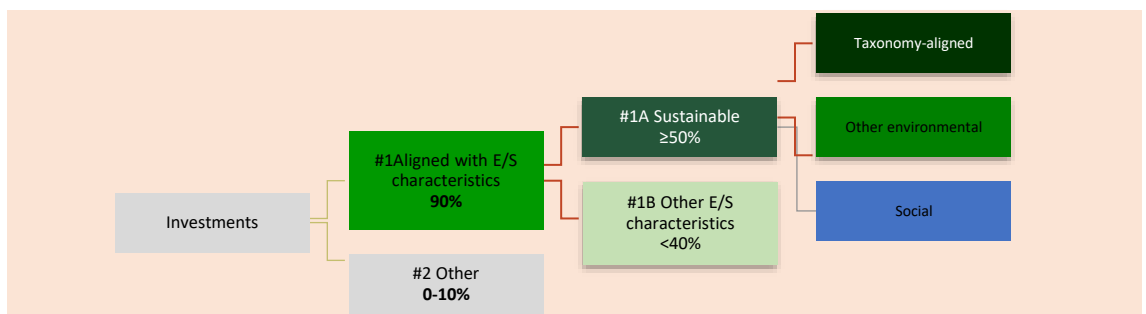 Investments
#1Aligned with E/S
characteristics
90%
#2 Other
0-10%
#1A Sustainable
≥50%
#1B Other E/S
characteristics
<40%
Taxonomy-aligned
Other environmental
Social